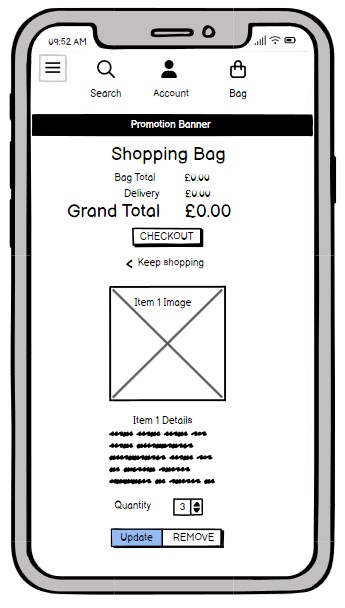 09:52 AM
Search Account Bag
Promotion Banner
Shopping Bag
Bag Total £0.00
Delivery £0.00
Grand Total £0.00
CHECKOUT
< Keep shopping
Item 1 Image
Item 1 Details
Quantity 3
Update REMOVE